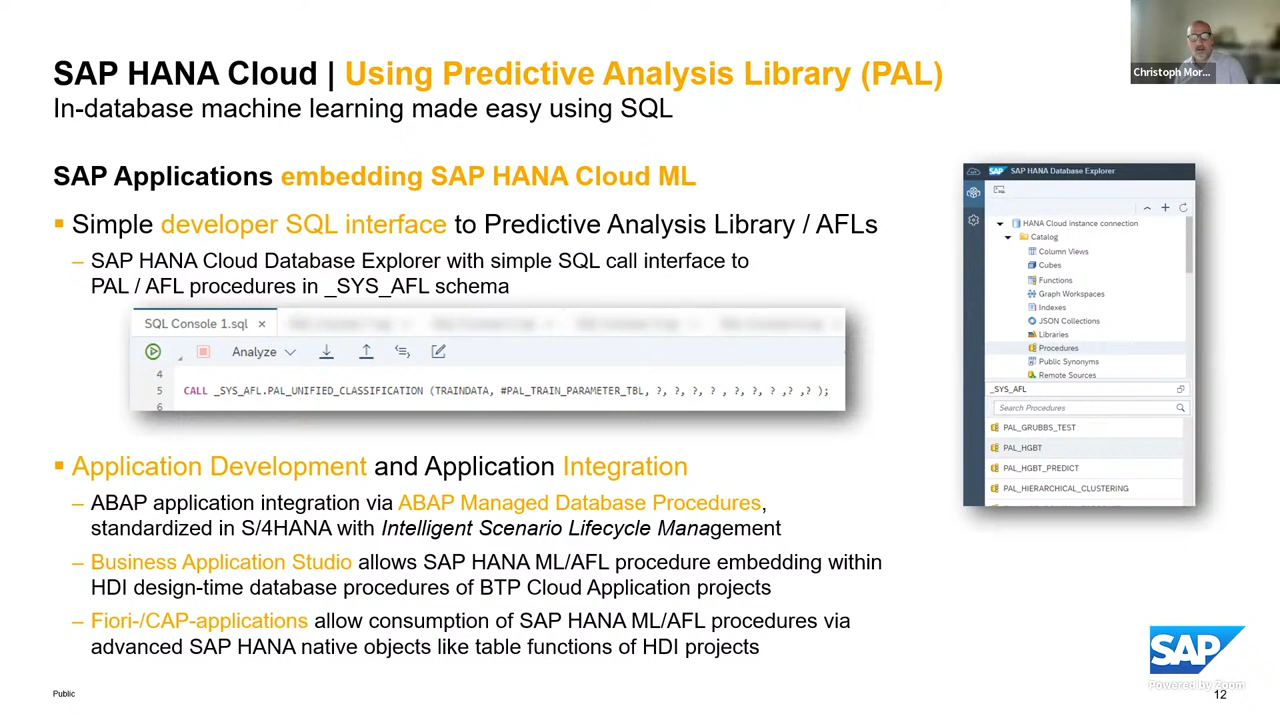 SAP HANA Cloud | Using Predictive Analysis Library (PAL)
In-database machine learning made easy using SQL
Christoph Mor...
SAP Applications embedding SAP HANA Cloud ML
▪ Simple developer SQL interface to Predictive Analysis Library / AFLs
– SAP HANA Cloud Database Explorer with simple SQL call interface to
PAL / AFL procedures in _SYS_AFL schema
SQL Console 1.sql ×
Analyze
4
5 CALL _SYS_AFL.PAL_UNIFIED_CLASSIFICATION (TRAINDATA, #PAL_TRAIN_PARAMETER_TBL, ?, ?, ?, ? , ?, ?, ? ,? ,? );
6
▪ Application Development and Application Integration
– ABAP application integration via ABAP Managed Database Procedures,
standardized in S/4HANA with Intelligent Scenario Lifecycle Management
– Business Application Studio allows SAP HANA ML/AFL procedure embedding within
HDI design-time database procedures of BTP Cloud Application projects
– Fiori-/CAP-applications allow consumption of SAP HANA ML/AFL procedures via
advanced SAP HANA native objects like table functions of HDI projects
SAP SAP HANA Database Explorer
HANA Cloud instance connection
Catalog
Column Views
Cubes
Functions
Graph Workspaces
Indexes
JSON Collections
Libraries
Procedures
Public Synonyms
Remote Sources
_SYS_AFL
Search Procedures
PAL_GRUBBS_TEST
PAL_HGBT
PAL_HGBT_PREDICT
PAL_HIERARCHICAL_CLUSTERING
SAP
Powered by Zoom
Public
12